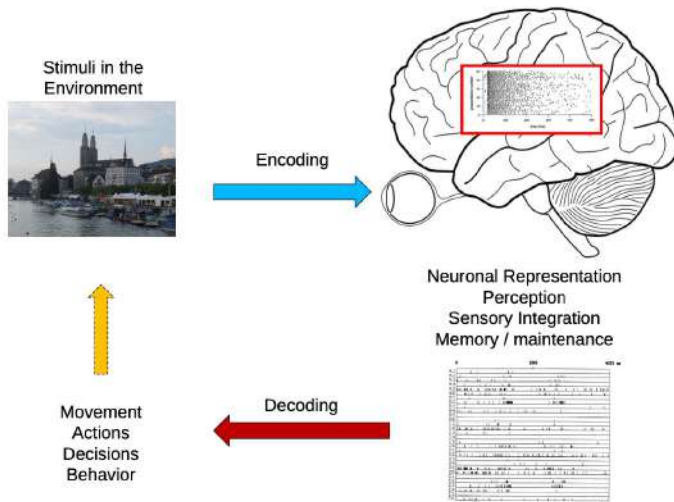 Stimuli in the
Environment
Encoding
Neuronal Representation
Perception
Sensory Integration
Memory / maintenance
Decoding
Movement
Actions
Decisions
Behavior